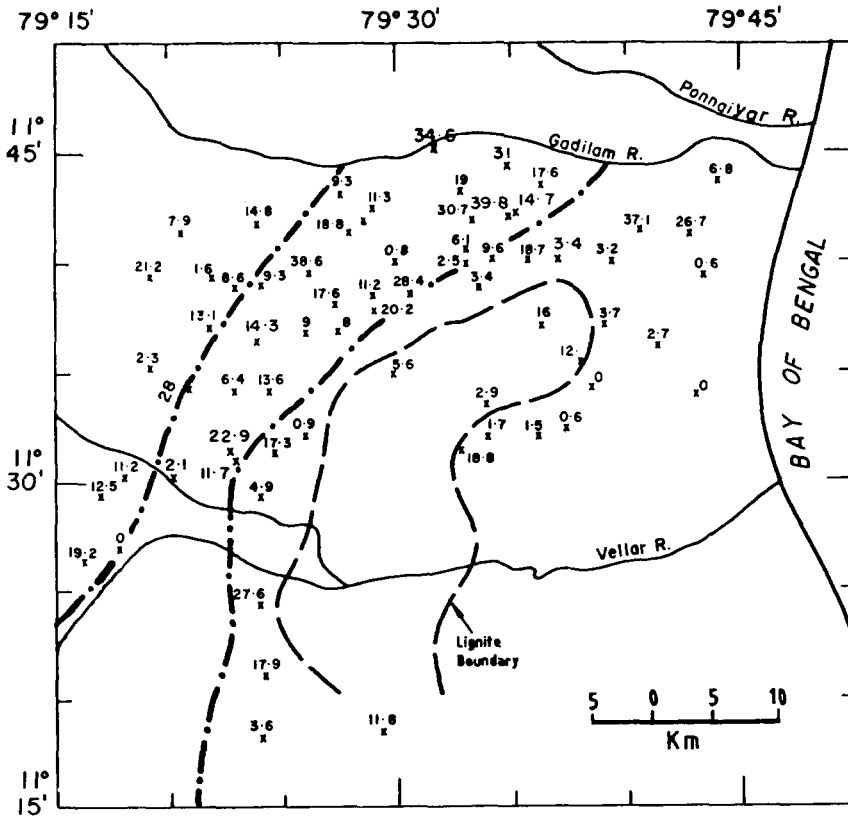 79° 15' 79° 30' 79° 45'
Ponnaiyar R.
11° 45'
34·6
Gadilam R.
31
6·8
9·3 19 17·6
11·3
14·8 30·7 39·8 14·7
7·9 18·8 37·1 26·7
6·1
0·8 9·6 18·7 3·4 3·2
21·2 1·6 8·6 9·3 38·6 2·5 0·6
11·2 28·4 3·4
17·6 20·2
13·1 14·3 9 8 16 3·7
2·7
2·3 5·6 12·
28 6·4 13·6 0 0
2·9
0·9 1·7 1·5 0·6
22·9 17·3 18·8
11° 30'
11·2 2·1 11·7
12·5 4·9
19·2 0
Vellar R.
27·6
Lignite
Boundary
17·9
3·6 11·8
5 0 5 10
Km
11° 15'
BAY OF BENGAL